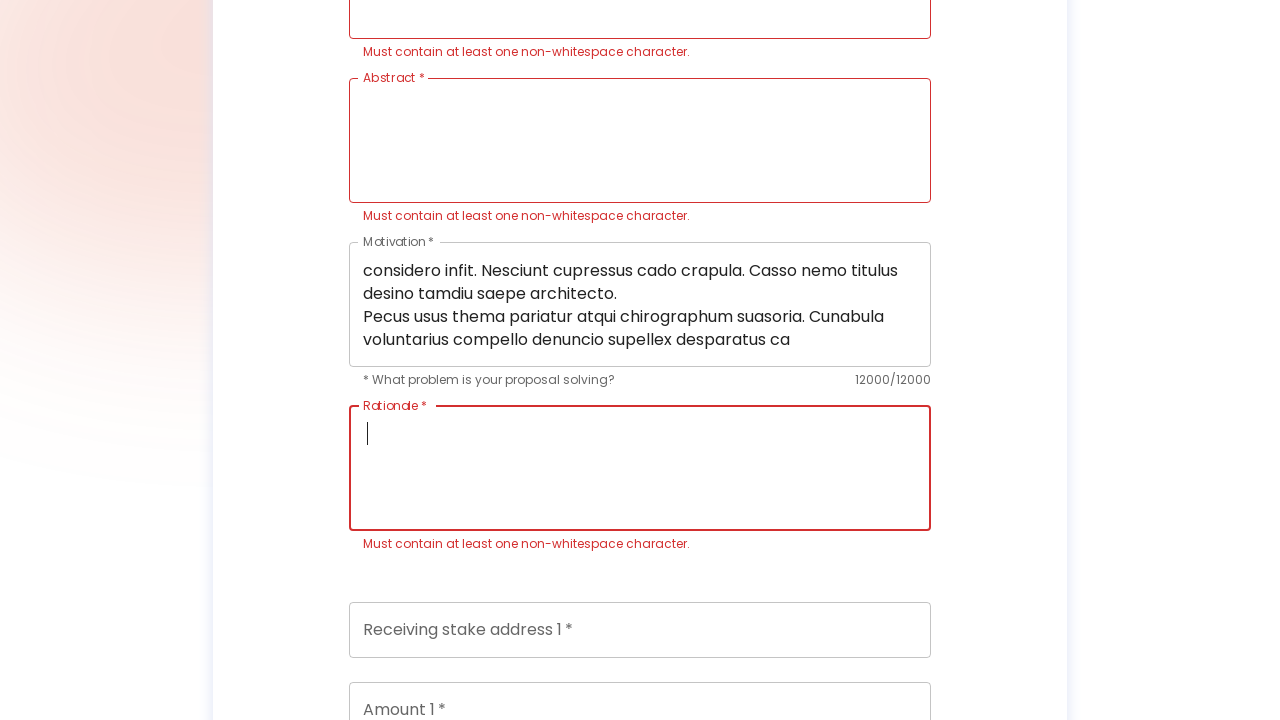 Must contain at least one non-whitespace character.
Abstract *
Must contain at least one non-whitespace character.
Motivation *
considero infit. Nesciunt cupressus cado crapula. Casso nemo titulus
desino tamdiu saepe architecto.
Pecus usus thema pariatur atqui chirographum suasoria. Cunabula
voluntarius compello denuncio supellex desparatus ca
* What problem is your proposal solving? 12000/12000
Rationale *
Must contain at least one non-whitespace character.
Receiving stake address 1 *
Amount 1 *